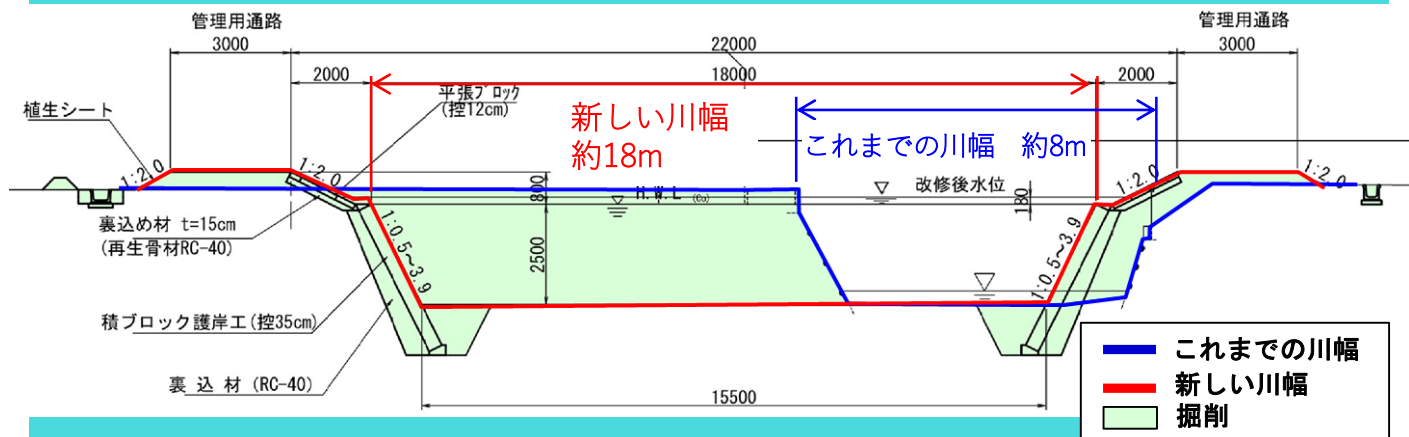 管理用通路
管理用通路
3000
22000
3000
2000
18000
2000
平張ブロック
(控12cm)
植生シート
新しい川幅
約18m
これまでの川幅 約8m
1:2.0
1:2.0
1:2.0
1:2.0
800
H.W.L (Co)
改修後水位
180
裏込め材 t=15cm
(再生骨材RC-40)
1:0.5~3.9
2500
1:0.5~3.9
積ブロック護岸工(控35cm)
裏込材 (RC-40)
15500
これまでの川幅
新しい川幅
掘削